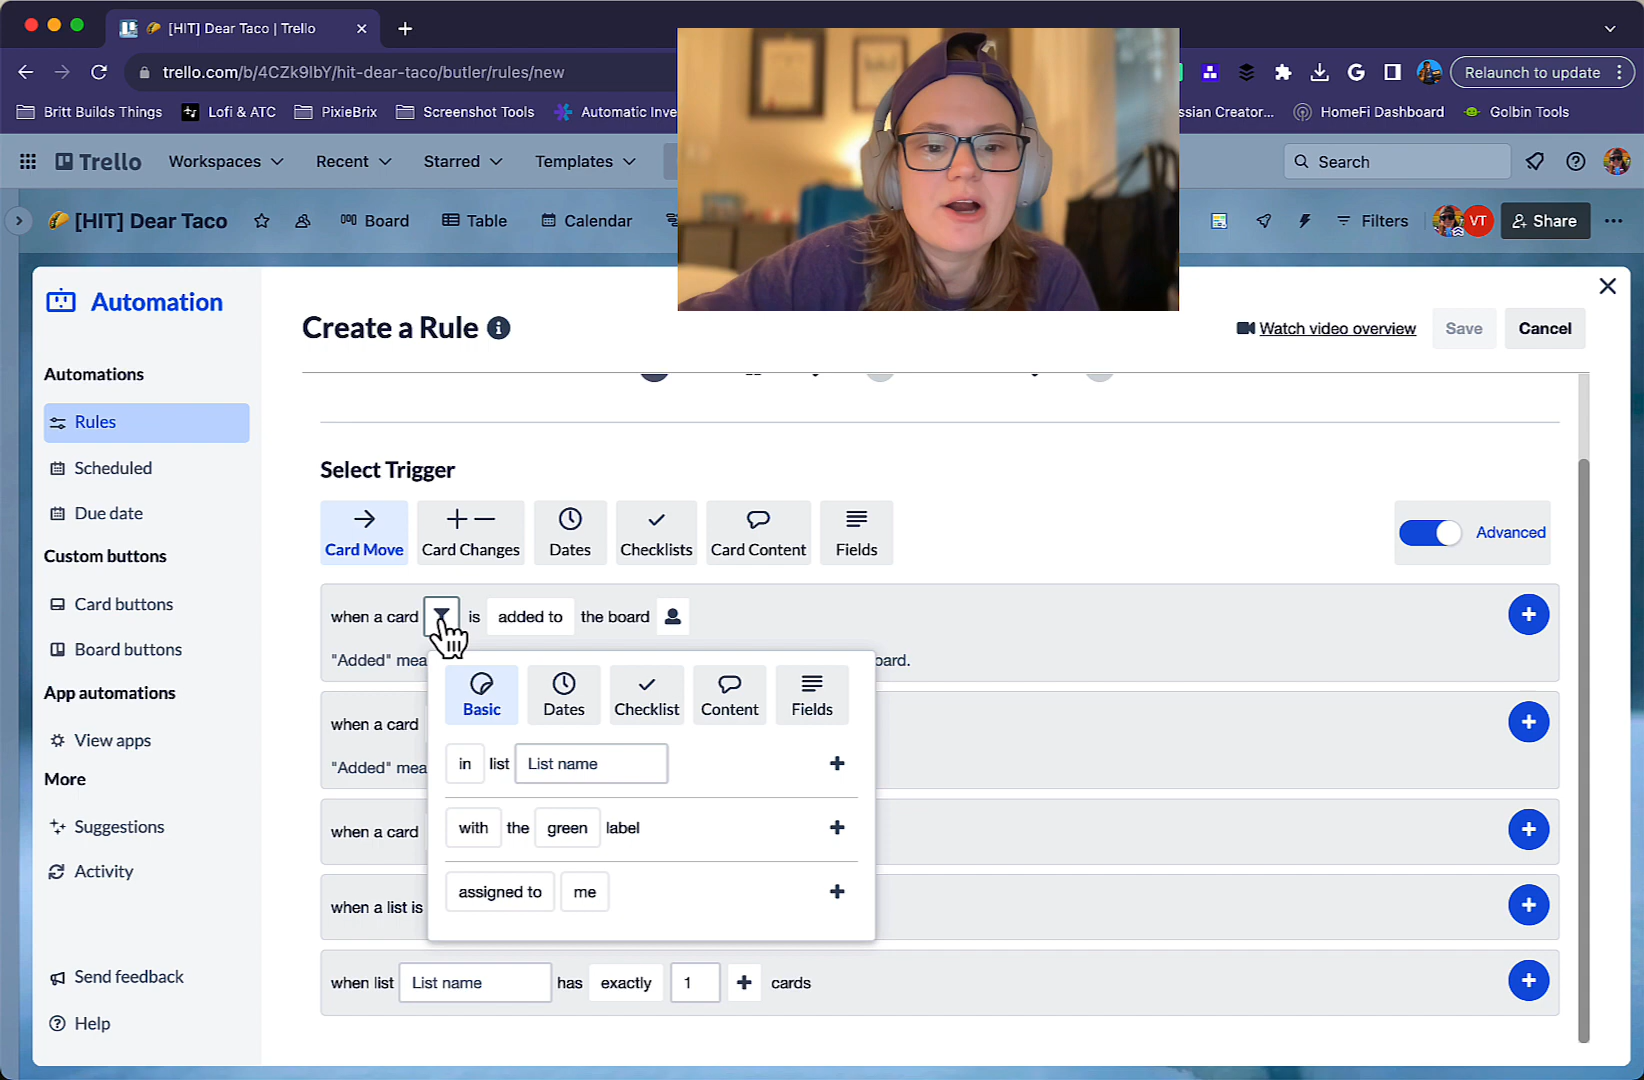 [HIT] Dear Taco | Trello
trello.com/b/4CZk9lbY/hit-dear-taco/butler/rules/new
Relaunch to update
Britt Builds Things
Lofi & ATC
PixieBrix
Screenshot Tools
Automatic Inve
ssian Creator...
HomeFi Dashboard
Golbin Tools
Trello
Workspaces
Recent
Starred
Templates
Search
[HIT] Dear Taco
Board
Table
Calendar
Filters
VT
Share
Automation
Automations
Rules
Scheduled
Due date
Custom buttons
Card buttons
Board buttons
App automations
View apps
More
Suggestions
Activity
Send feedback
Help
Create a Rule
Watch video overview
Save
Cancel
Select Trigger
Card Move
Card Changes
Dates
Checklists
Card Content
Fields
Advanced
when a card is added to the board
"Added" mea
oard.
Basic
Dates
Checklist
Content
Fields
in list List name
with the green label
assigned to me
when a card
"Added" mea
when a card
when a list is
when list List name has exactly 1 cards